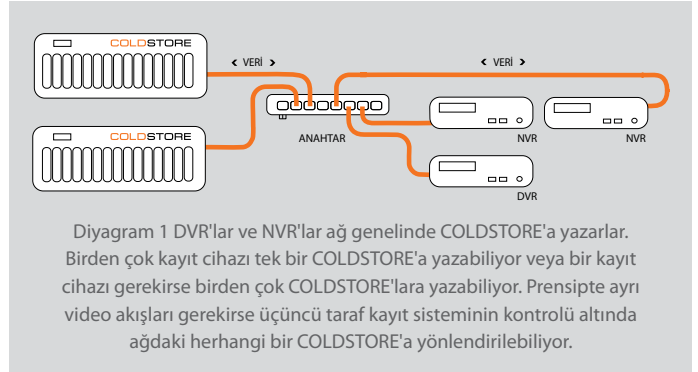 COLDSTORE
‹ VERİ ›
‹ VERİ ›
COLDSTORE
ANAHTAR
NVR
NVR
DVR
Diyagram 1 DVR'lar ve NVR'lar ağ genelinde COLDSTORE'a yazarlar.
Birden çok kayıt cihazı tek bir COLDSTORE'a yazabiliyor veya bir kayıt
cihazı gerekirse birden çok COLDSTORE'lara yazabiliyor. Prensipte ayrı
video akışları gerekirse üçüncü taraf kayıt sisteminin kontrolü altında
ağdaki herhangi bir COLDSTORE'a yönlendirilebiliyor.